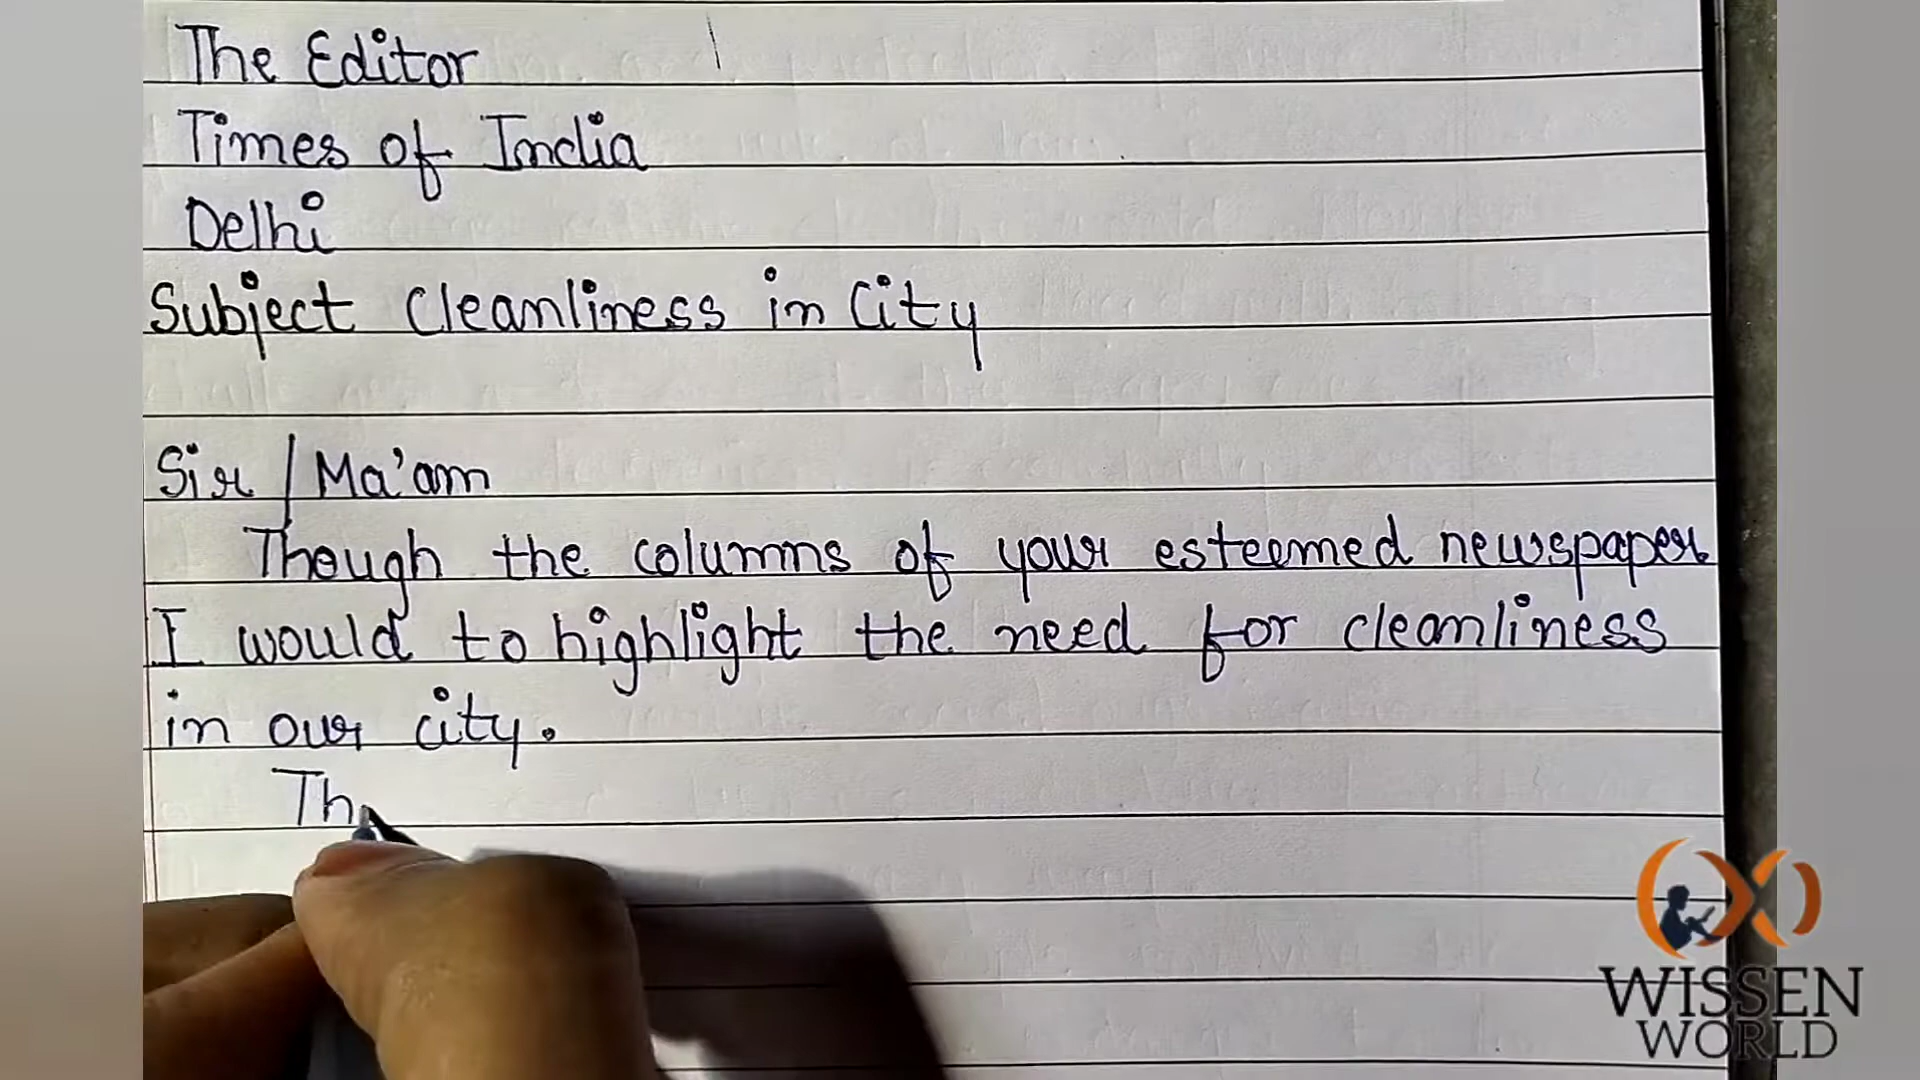 The Editor
Times of India
Delhi
Subject Cleanliness in City
Sir / Ma'am
Though the columns of your esteemed newspaper
I would to highlight the need for cleanliness
in our city.
Th
WISSEN
WORLD